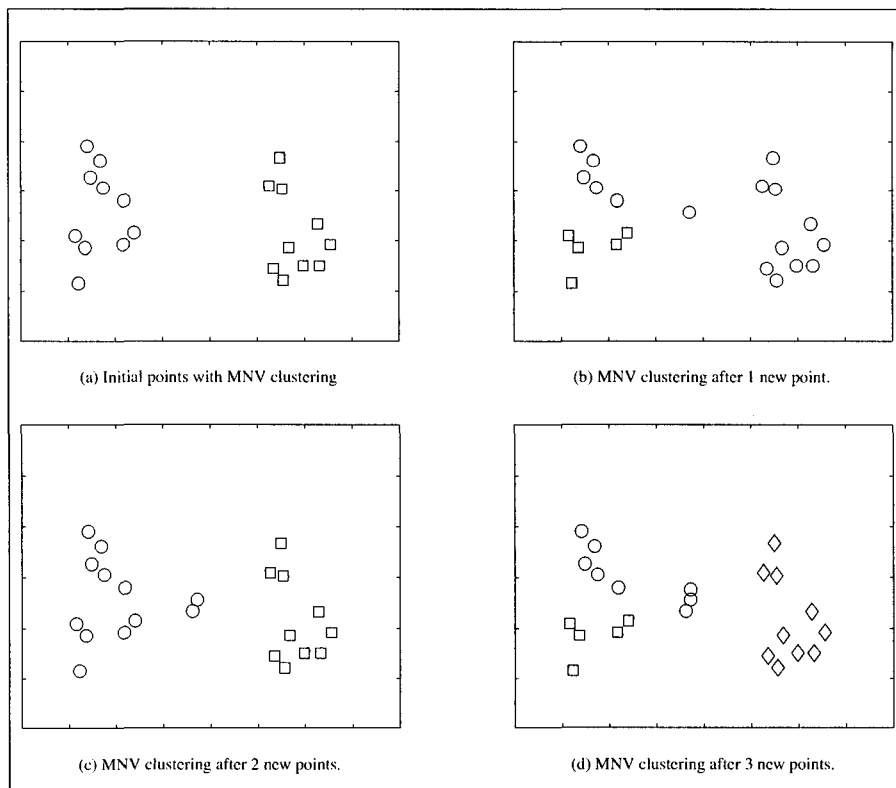 (a) Initial points with MNV clustering
(b) MNV clustering after 1 new point.
(c) MNV clustering after 2 new points.
(d) MNV clustering after 3 new points.